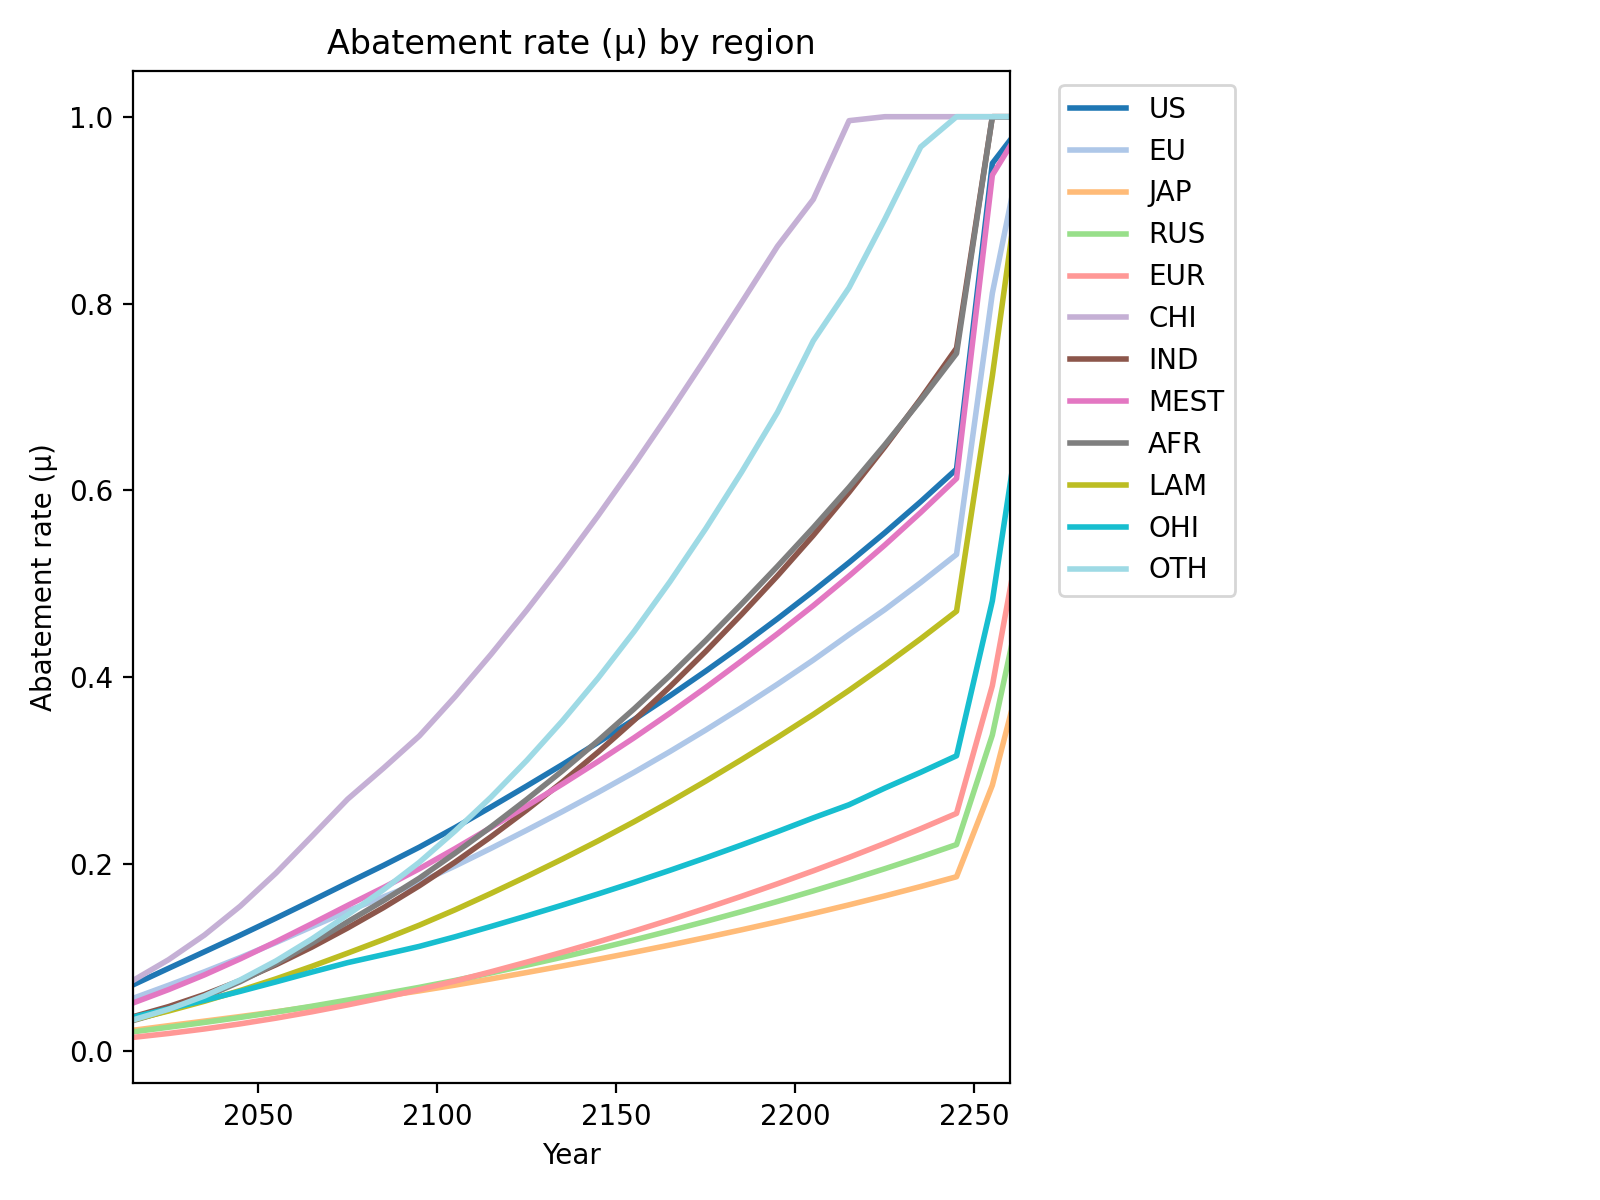 Abatement rate (μ) by region
Abatement rate (μ)
1.0
0.8
0.6
0.4
0.2
0.0
2050
2100
2150
2200
2250
Year
US
EU
JAP
RUS
EUR
CHI
IND
MEST
AFR
LAM
OHI
OTH